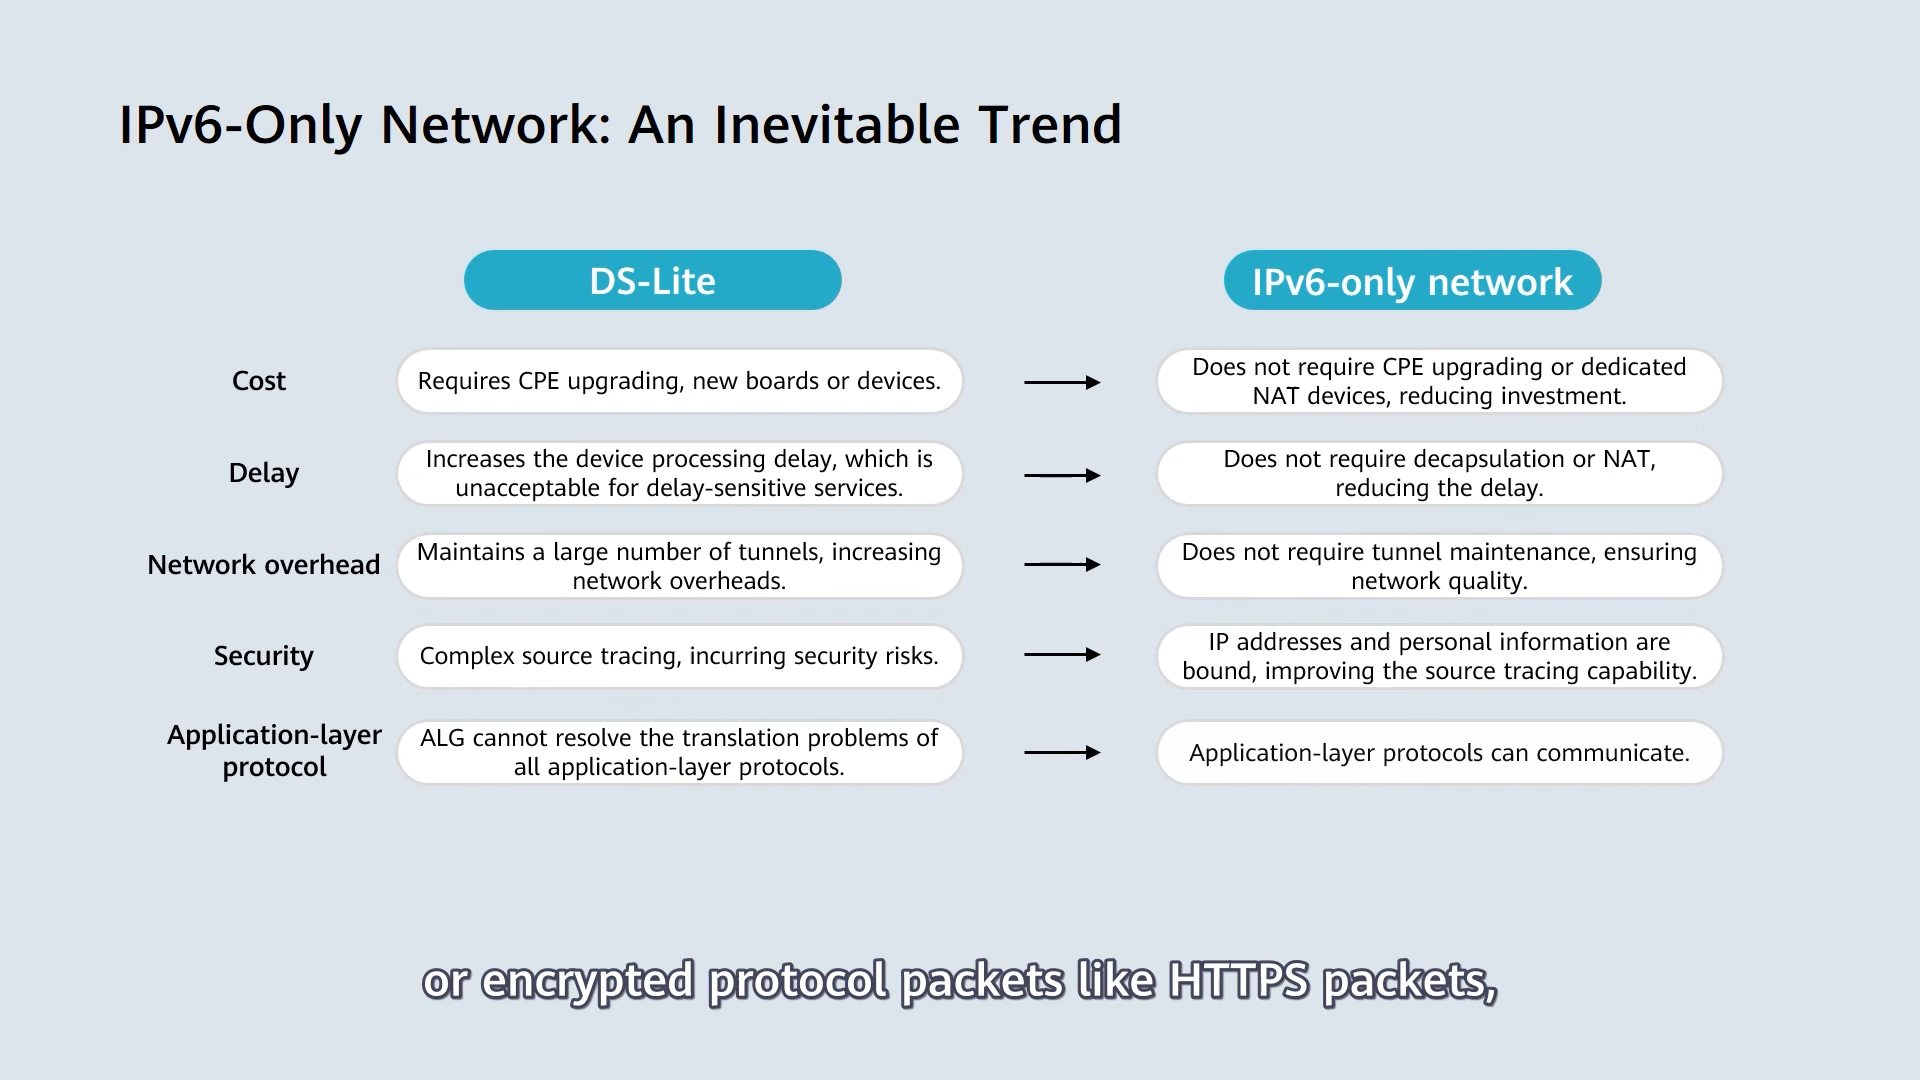 IPv6-Only Network: An Inevitable Trend
DS-Lite
IPv6-only network
Cost
Requires CPE upgrading, new boards or devices.
Does not require CPE upgrading or dedicated
NAT devices, reducing investment.
Delay
Increases the device processing delay, which is
unacceptable for delay-sensitive services.
Does not require decapsulation or NAT,
reducing the delay.
Network overhead
Maintains a large number of tunnels, increasing
network overheads.
Does not require tunnel maintenance, ensuring
network quality.
Security
Complex source tracing, incurring security risks.
IP addresses and personal information are
bound, improving the source tracing capability.
Application-layer
protocol
ALG cannot resolve the translation problems of
all application-layer protocols.
Application-layer protocols can communicate.
or encrypted protocol packets like HTTPS packets,